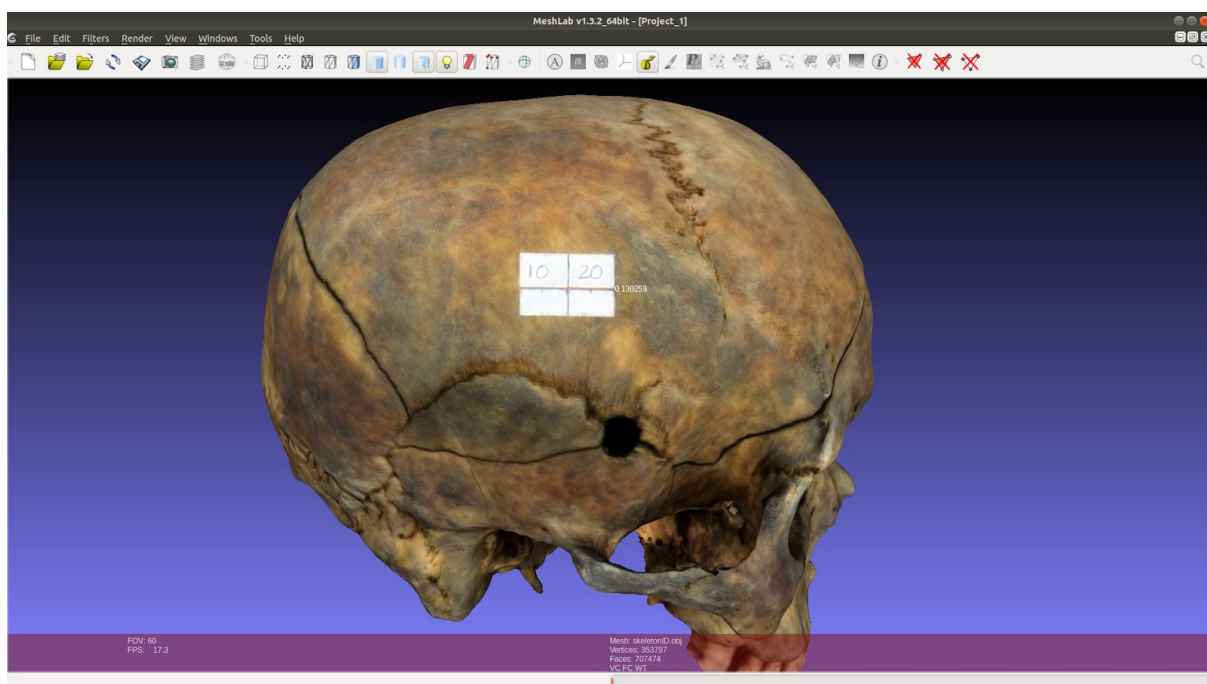 MeshLab v1.3.2_64bit - [Project_1]
File Edit Filters Render View Windows Tools Help
A
i
10 20
0.130259
FOV: 60
FPS: 17.3
Mesh: skeletonID.obj
Vertices: 353797
Faces: 707474
VC FC WT